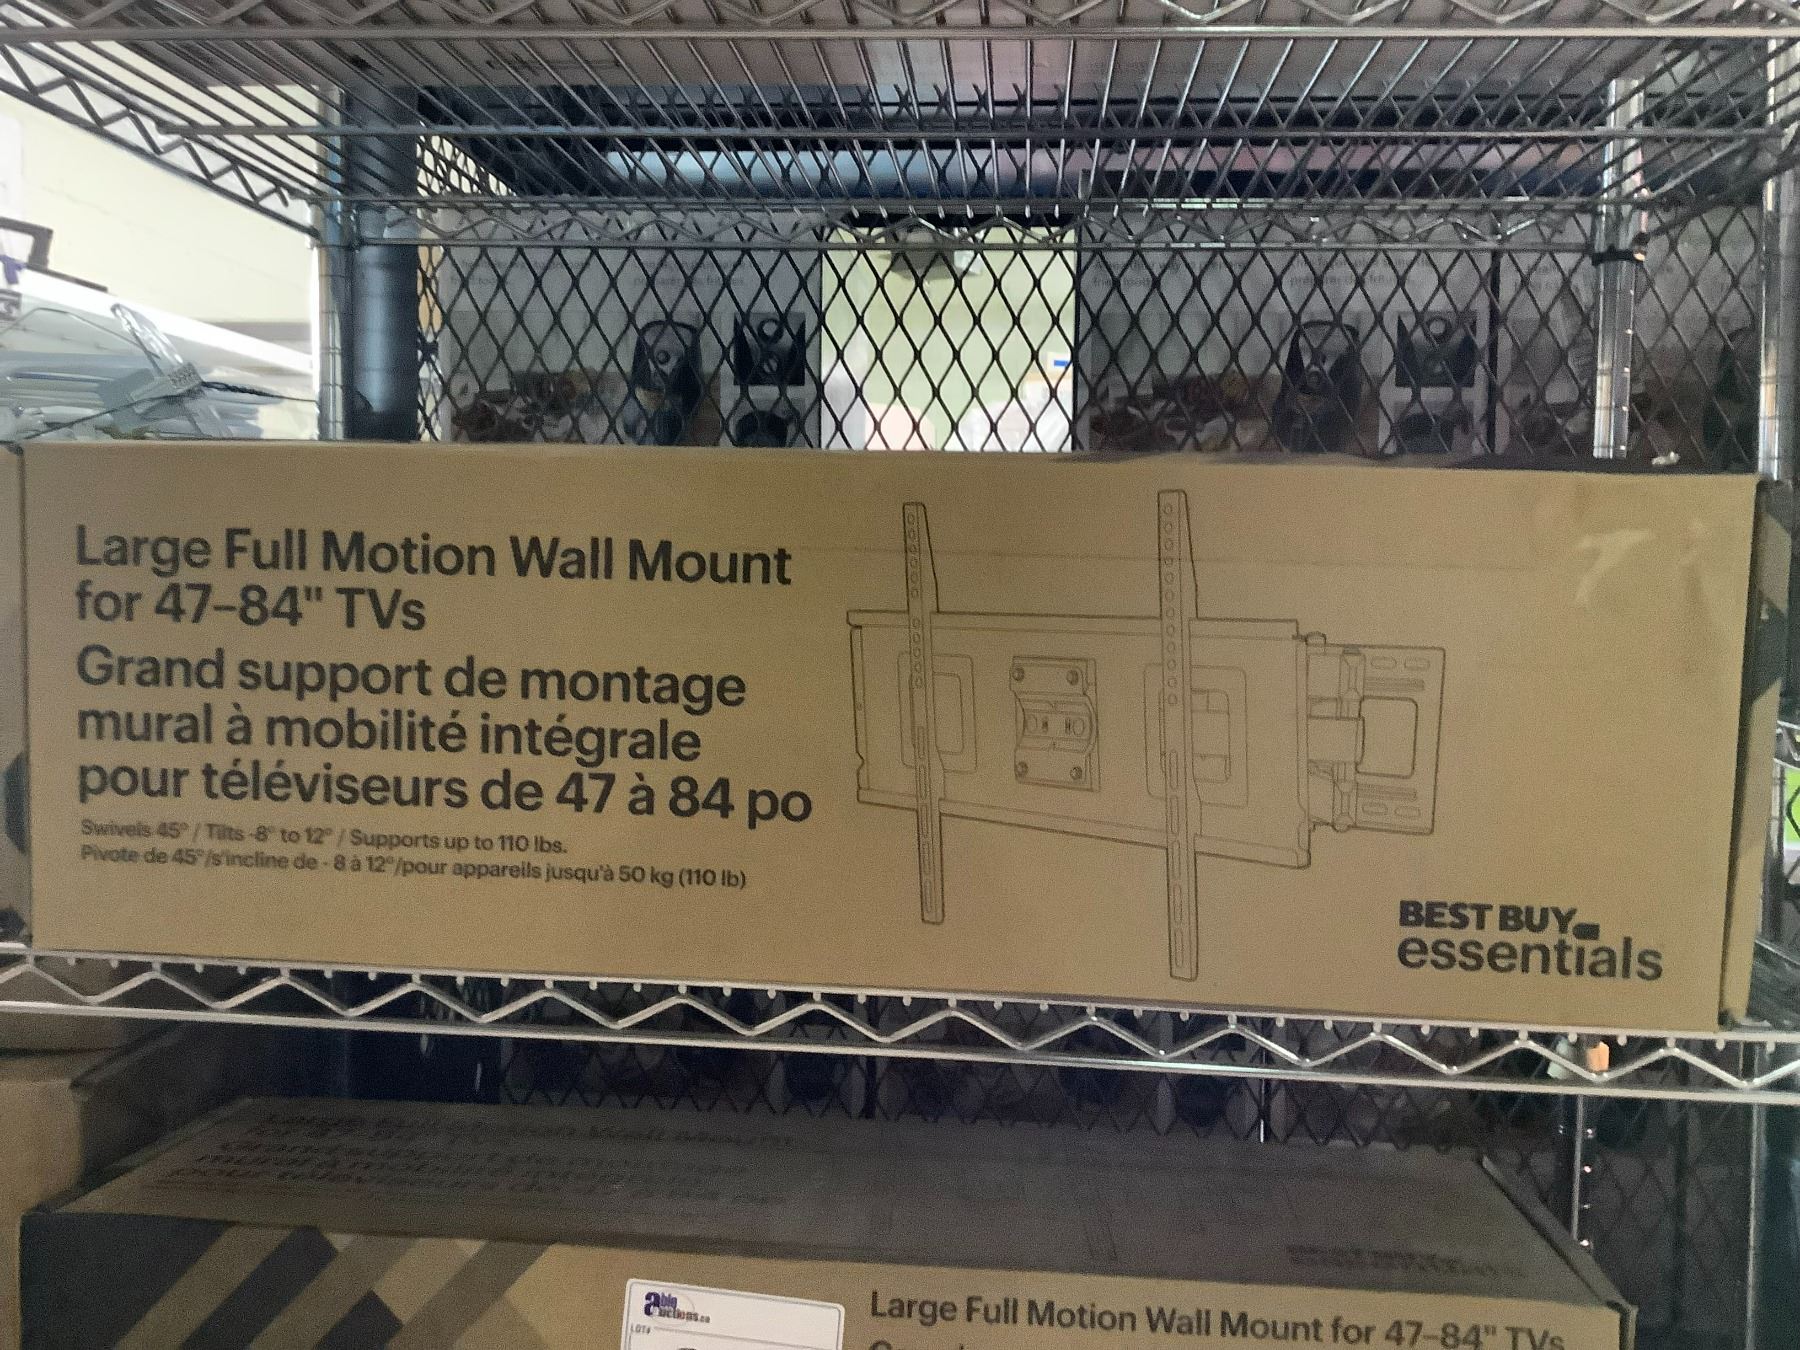 Large Full Motion Wall Mount
for 47–84" TVs
Grand support de montage
mural à mobilité intégrale
pour téléviseurs de 47 à 84 po
Swivels 45° / Tilts -8° to 12° / Supports up to 110 lbs.
Pivote de 45°/s'incline de - 8 à 12°/pour appareils jusqu'à 50 kg (110 lb)
BEST BUY
essentials
Large Full Motion Wall Mount for 47–84" TVs
LOT#